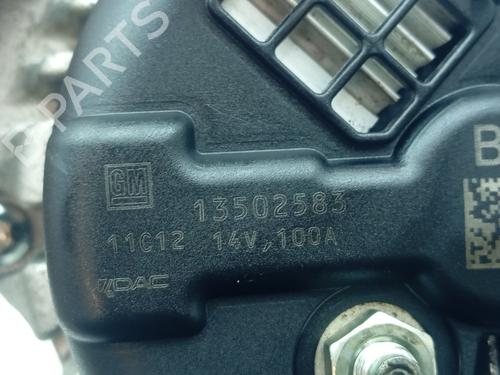 B-PARTS
B
GM
13502583
11C12 14V,100A
DAC